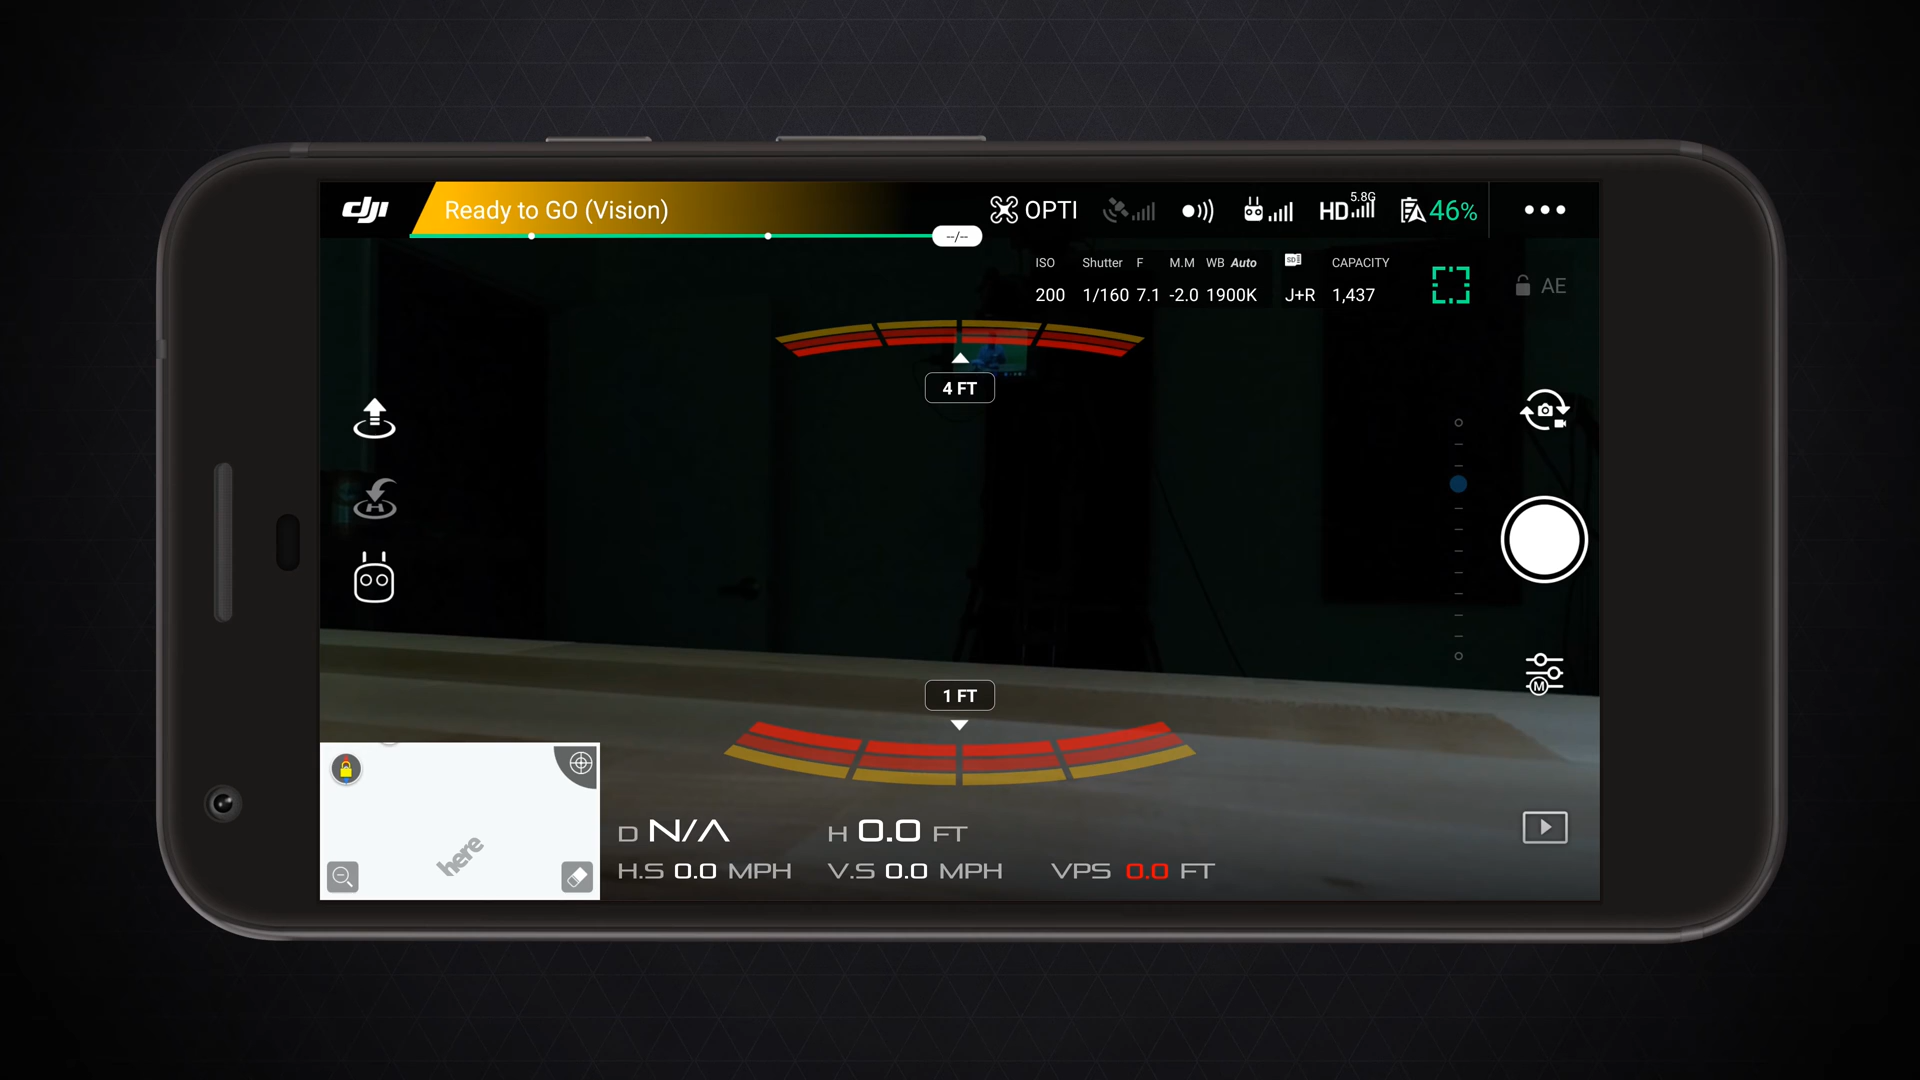 dji Ready to GO (Vision) OPTI HD 5.8G 46%
--/--
ISO Shutter F M.M WB Auto SD CAPACITY
200 1/160 7.1 -2.0 1900K J+R 1,437
AE
4 FT
M
1 FT
here
D N/A H 0.0 FT
H.S 0.0 MPH V.S 0.0 MPH VPS 0.0 FT